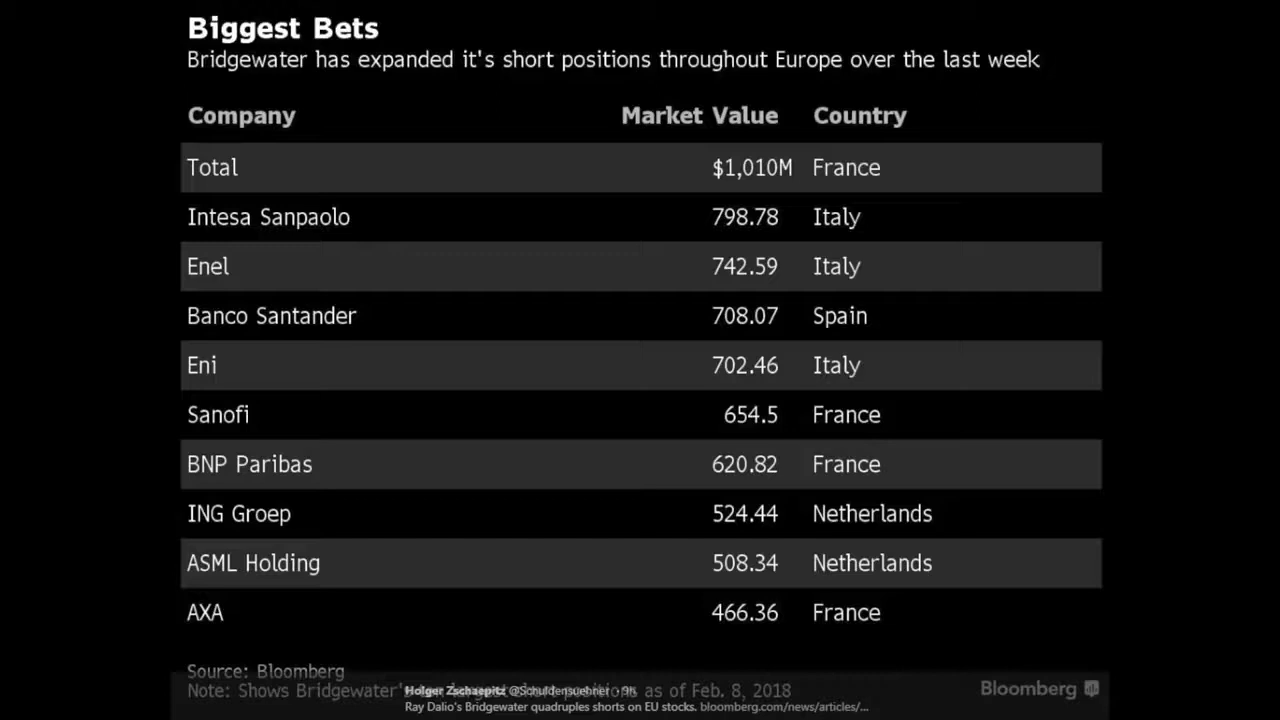 Biggest Bets
Bridgewater has expanded it's short positions throughout Europe over the last week
Company Market Value Country
Total $1,010M France
Intesa Sanpaolo 798.78 Italy
Enel 742.59 Italy
Banco Santander 708.07 Spain
Eni 702.46 Italy
Sanofi 654.5 France
BNP Paribas 620.82 France
ING Groep 524.44 Netherlands
ASML Holding 508.34 Netherlands
AXA 466.36 France
Source: Bloomberg
Note: Shows Bridgewater's positions as of Feb. 8, 2018
Bloomberg
Holger Zschaepitz @Schuldensuehner · 9h
Ray Dalio's Bridgewater quadruples shorts on EU stocks. bloomberg.com/news/articles/...